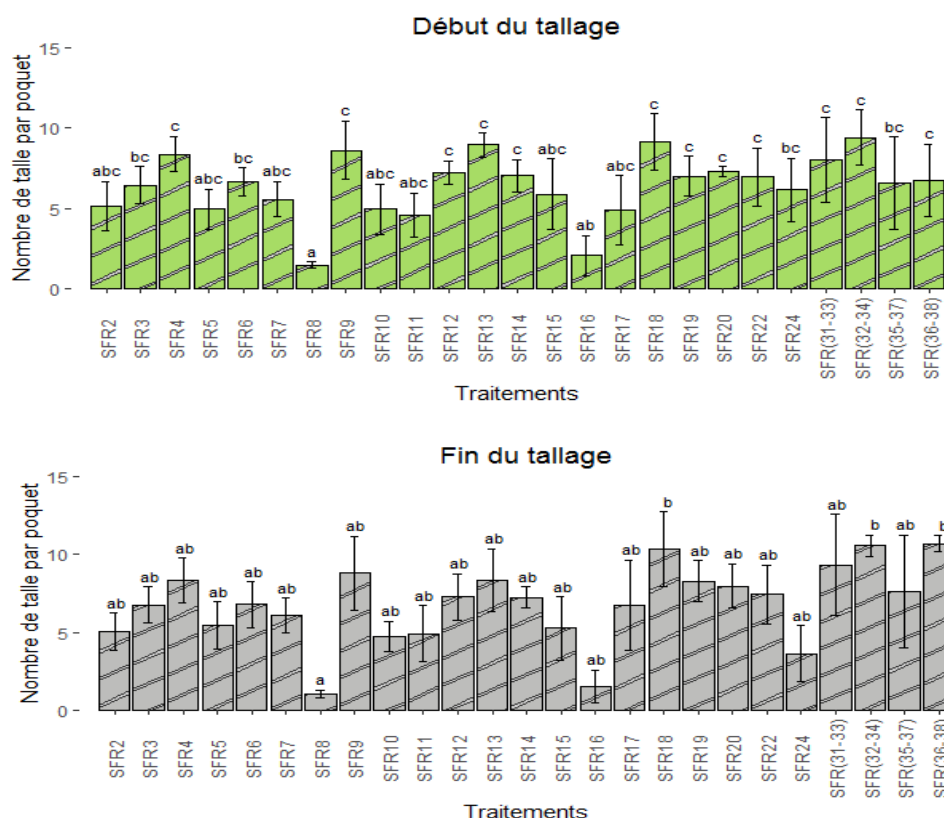 Début du tallage
Nombre de talle par poquet
15
10
5
0
abc bc c abc c abc a c abc abc c c c abc ab abc c c c c bc c c abc abc
SFR2 SFR3 SFR4 SFR5 SFR6 SFR7 SFR8 SFR9 SFR10 SFR11 SFR12 SFR13 SFR14 SFR15 SFR16 SFR17 SFR18 SFR19 SFR20 SFR22 SFR24 SFR(31-33) SFR(32-34) SFR(35-37) SFR(36-38)
Traitements
Fin du tallage
Nombre de talle par poquet
15
10
5
0
ab ab ab ab ab ab a ab ab ab ab ab ab ab ab ab b ab ab ab ab ab b ab b
SFR2 SFR3 SFR4 SFR5 SFR6 SFR7 SFR8 SFR9 SFR10 SFR11 SFR12 SFR13 SFR14 SFR15 SFR16 SFR17 SFR18 SFR19 SFR20 SFR22 SFR24 SFR(31-33) SFR(32-34) SFR(35-37) SFR(36-38)
Traitements